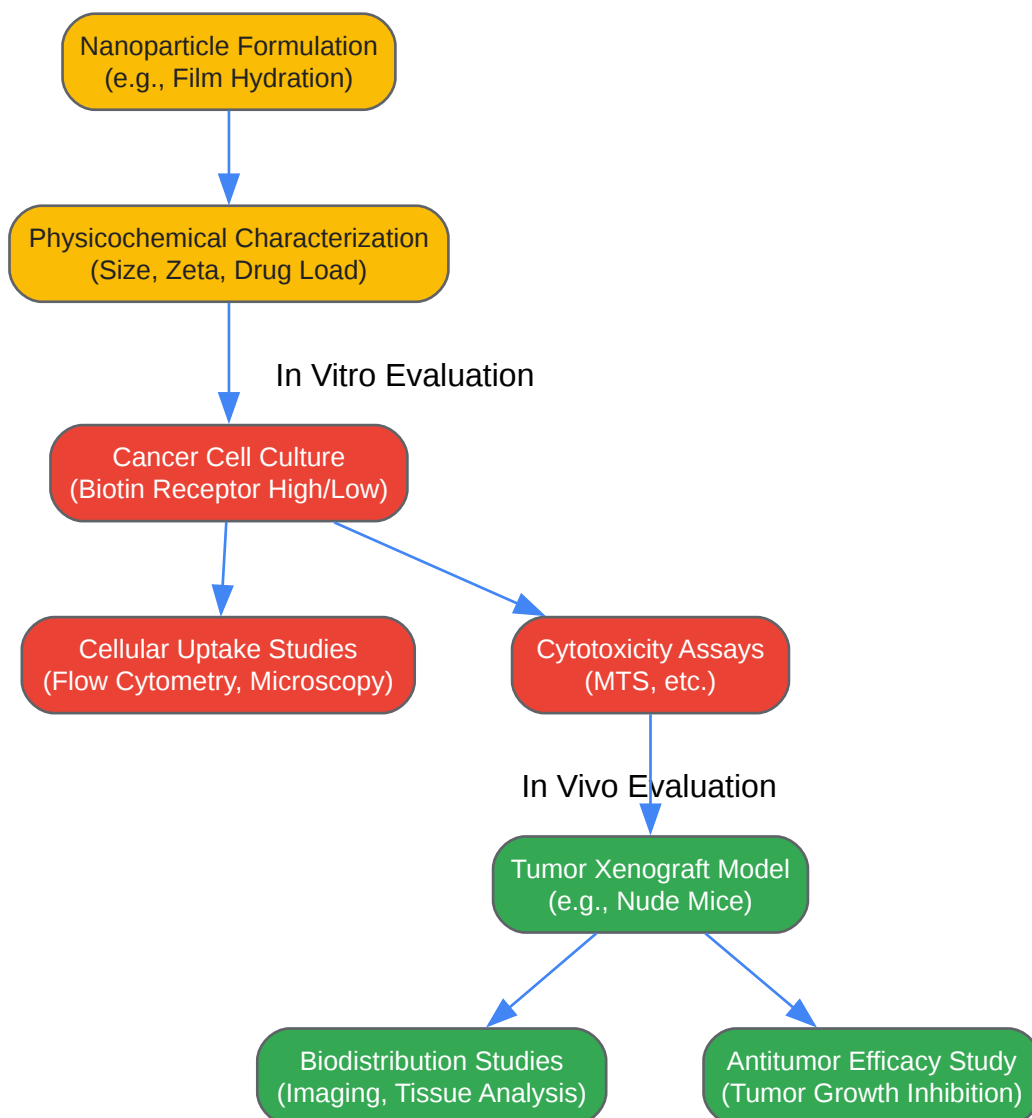 Nanoparticle Formulation
(e.g., Film Hydration)
Physicochemical Characterization
(Size, Zeta, Drug Load)
In Vitro Evaluation
Cancer Cell Culture
(Biotin Receptor High/Low)
Cellular Uptake Studies
(Flow Cytometry, Microscopy)
Cytotoxicity Assays
(MTS, etc.)
In Vivo Evaluation
Tumor Xenograft Model
(e.g., Nude Mice)
Biodistribution Studies
(Imaging, Tissue Analysis)
Antitumor Efficacy Study
(Tumor Growth Inhibition)